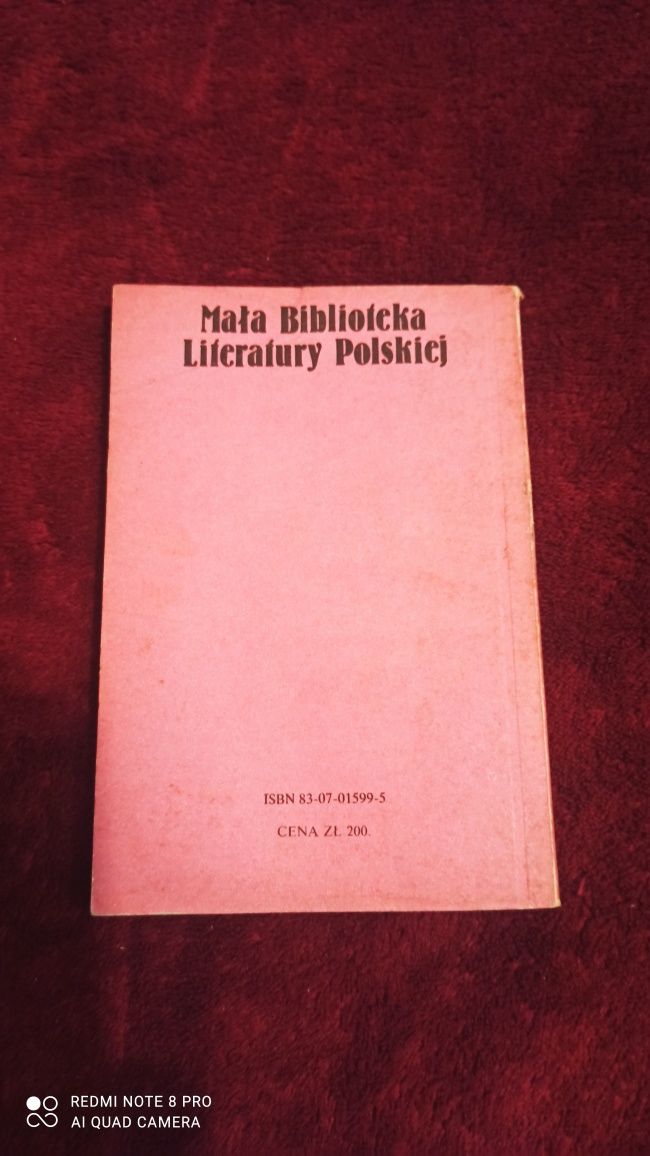 Mała Biblioteka
Literatury Polskiej
ISBN 83-07-01599-5
CENA ZŁ 200.
REDMI NOTE 8 PRO
AI QUAD CAMERA